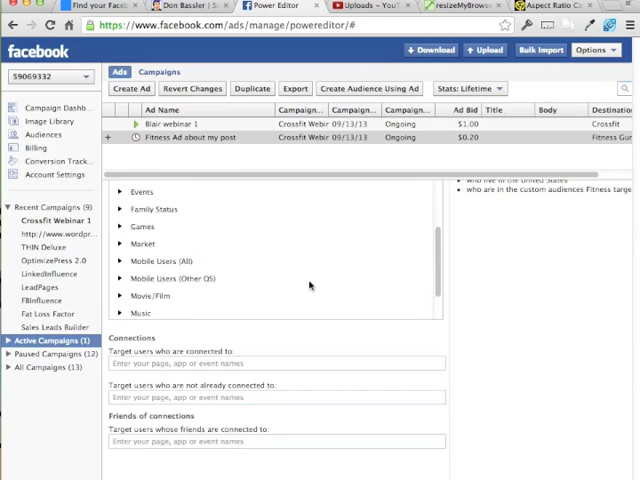 Find your Faceb
Don Bassler
Power Editor
Uploads - YouT
resizeMyBrowse
Aspect Ratio Ca
https://www.facebook.com/ads/manage/powereditor/#
facebook
Download
Upload
Bulk Import
Options
59069332
Ads
Campaigns
Create Ad
Revert Changes
Duplicate
Export
Create Audience Using Ad
Stats: Lifetime
Campaign Dashb...
Image Library
Audiences
Billing
Conversion Track...
Account Settings
Recent Campaigns (9)
Crossfit Webinar 1
http://www.wordpr...
THIN Deluxe
OptimizePress 2.0
LinkedInfluence
LeadPages
FBInfluence
Fat Loss Factor
Sales Leads Builder
Active Campaigns (1)
Paused Campaigns (12)
All Campaigns (13)
Ad Name
Campaign...
Campaign...
Campaign...
Ad Bid
Title
Body
Destinatio
Blair webinar 1
Crossfit Webir
09/13/13
Ongoing
$1.00
Crossfit
+
Fitness Ad about my post
Crossfit Webir
09/13/13
Ongoing
$0.20
Fitness Gur
who live in the United States
who are in the custom audiences Fitness targe
Events
Family Status
Games
Market
Mobile Users (All)
Mobile Users (Other OS)
Movie/Film
Music
Connections
Target users who are connected to:
Enter your page, app or event names
Target users who are not already connected to:
Enter your page, app or event names
Friends of connections
Target users whose friends are connected to:
Enter your page, app or event names